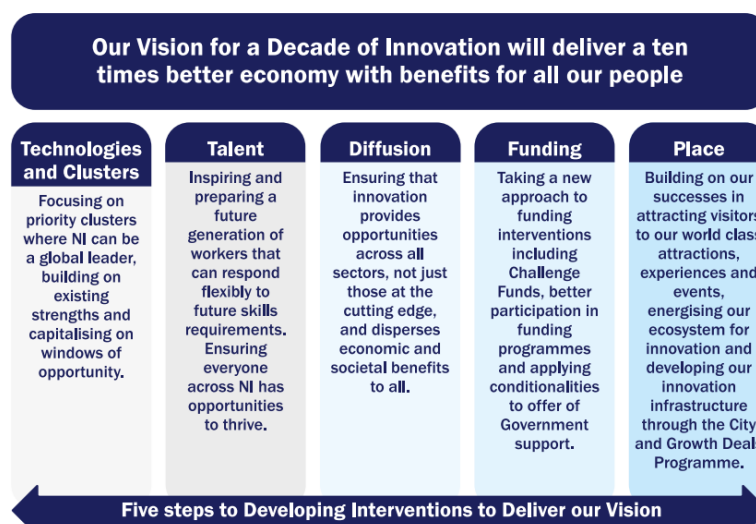 Our Vision for a Decade of Innovation will deliver a ten
times better economy with benefits for all our people
Technologies
and Clusters
Focusing on
priority clusters
where NI can be
a global leader,
building on
existing
strengths and
capitalising on
windows of
opportunity.
Talent
Inspiring and
preparing a
future
generation of
workers that
can respond
flexibly to
future skills
requirements.
Ensuring
everyone
across NI has
opportunities
to thrive.
Diffusion
Ensuring that
innovation
provides
opportunities
across all
sectors, not just
those at the
cutting edge,
and disperses
economic and
societal benefits
to all.
Funding
Taking a new
approach to
funding
interventions
including
Challenge
Funds, better
participation in
funding
programmes
and applying
conditionalities
to offer of
Government
support.
Place
Building on our
successes in
attracting visitors
to our world class
attractions,
experiences and
events,
energising our
ecosystem for
innovation and
developing our
innovation
infrastructure
through the City
and Growth Deals
Programme.
Five steps to Developing Interventions to Deliver our Vision